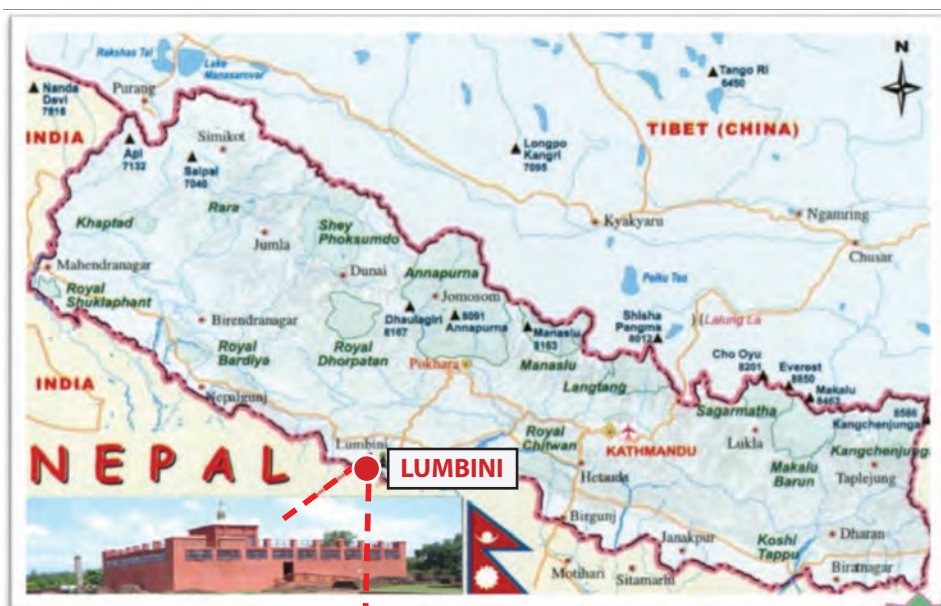 N
Rakshas Tal
Lake
Manasarovar
Nanda
Devi
7816
Purang
Tango Ri
6450
INDIA
Api
7132
Simikot
Saipal
7040
Longpo
Kangri
7095
TIBET (CHINA)
Khaptad
Rara
Shey
Phoksumdo
Kyakyaru
Ngamring
Jumla
Chusar
Mahendranagar
Dunai
Annapurna
Peiku Tso
Royal
Shuklaphant
Jomosom
Dhaulagiri
8167
8091
Annapurna
Manaslu
8163
Shisha
Pangma
8012
Lalung La
Birendranagar
Royal
Bardiya
Royal
Dhorpatan
Pokhara
Manaslu
Cho Oyu
8201
Everest
8850
Makalu
8463
INDIA
Nepalgunj
Langtang
Sagarmatha
8586
Kangchenjunga
Lumbini
Royal
Chitwan
KATHMANDU
Lukla
Kangchenjung
NEPAL
LUMBINI
Hetauda
Makalu
Barun
Taplejung
Birgunj
Janakpur
Koshi
Tappu
Dharan
Motihari
Sitamarhi
Biratnagar